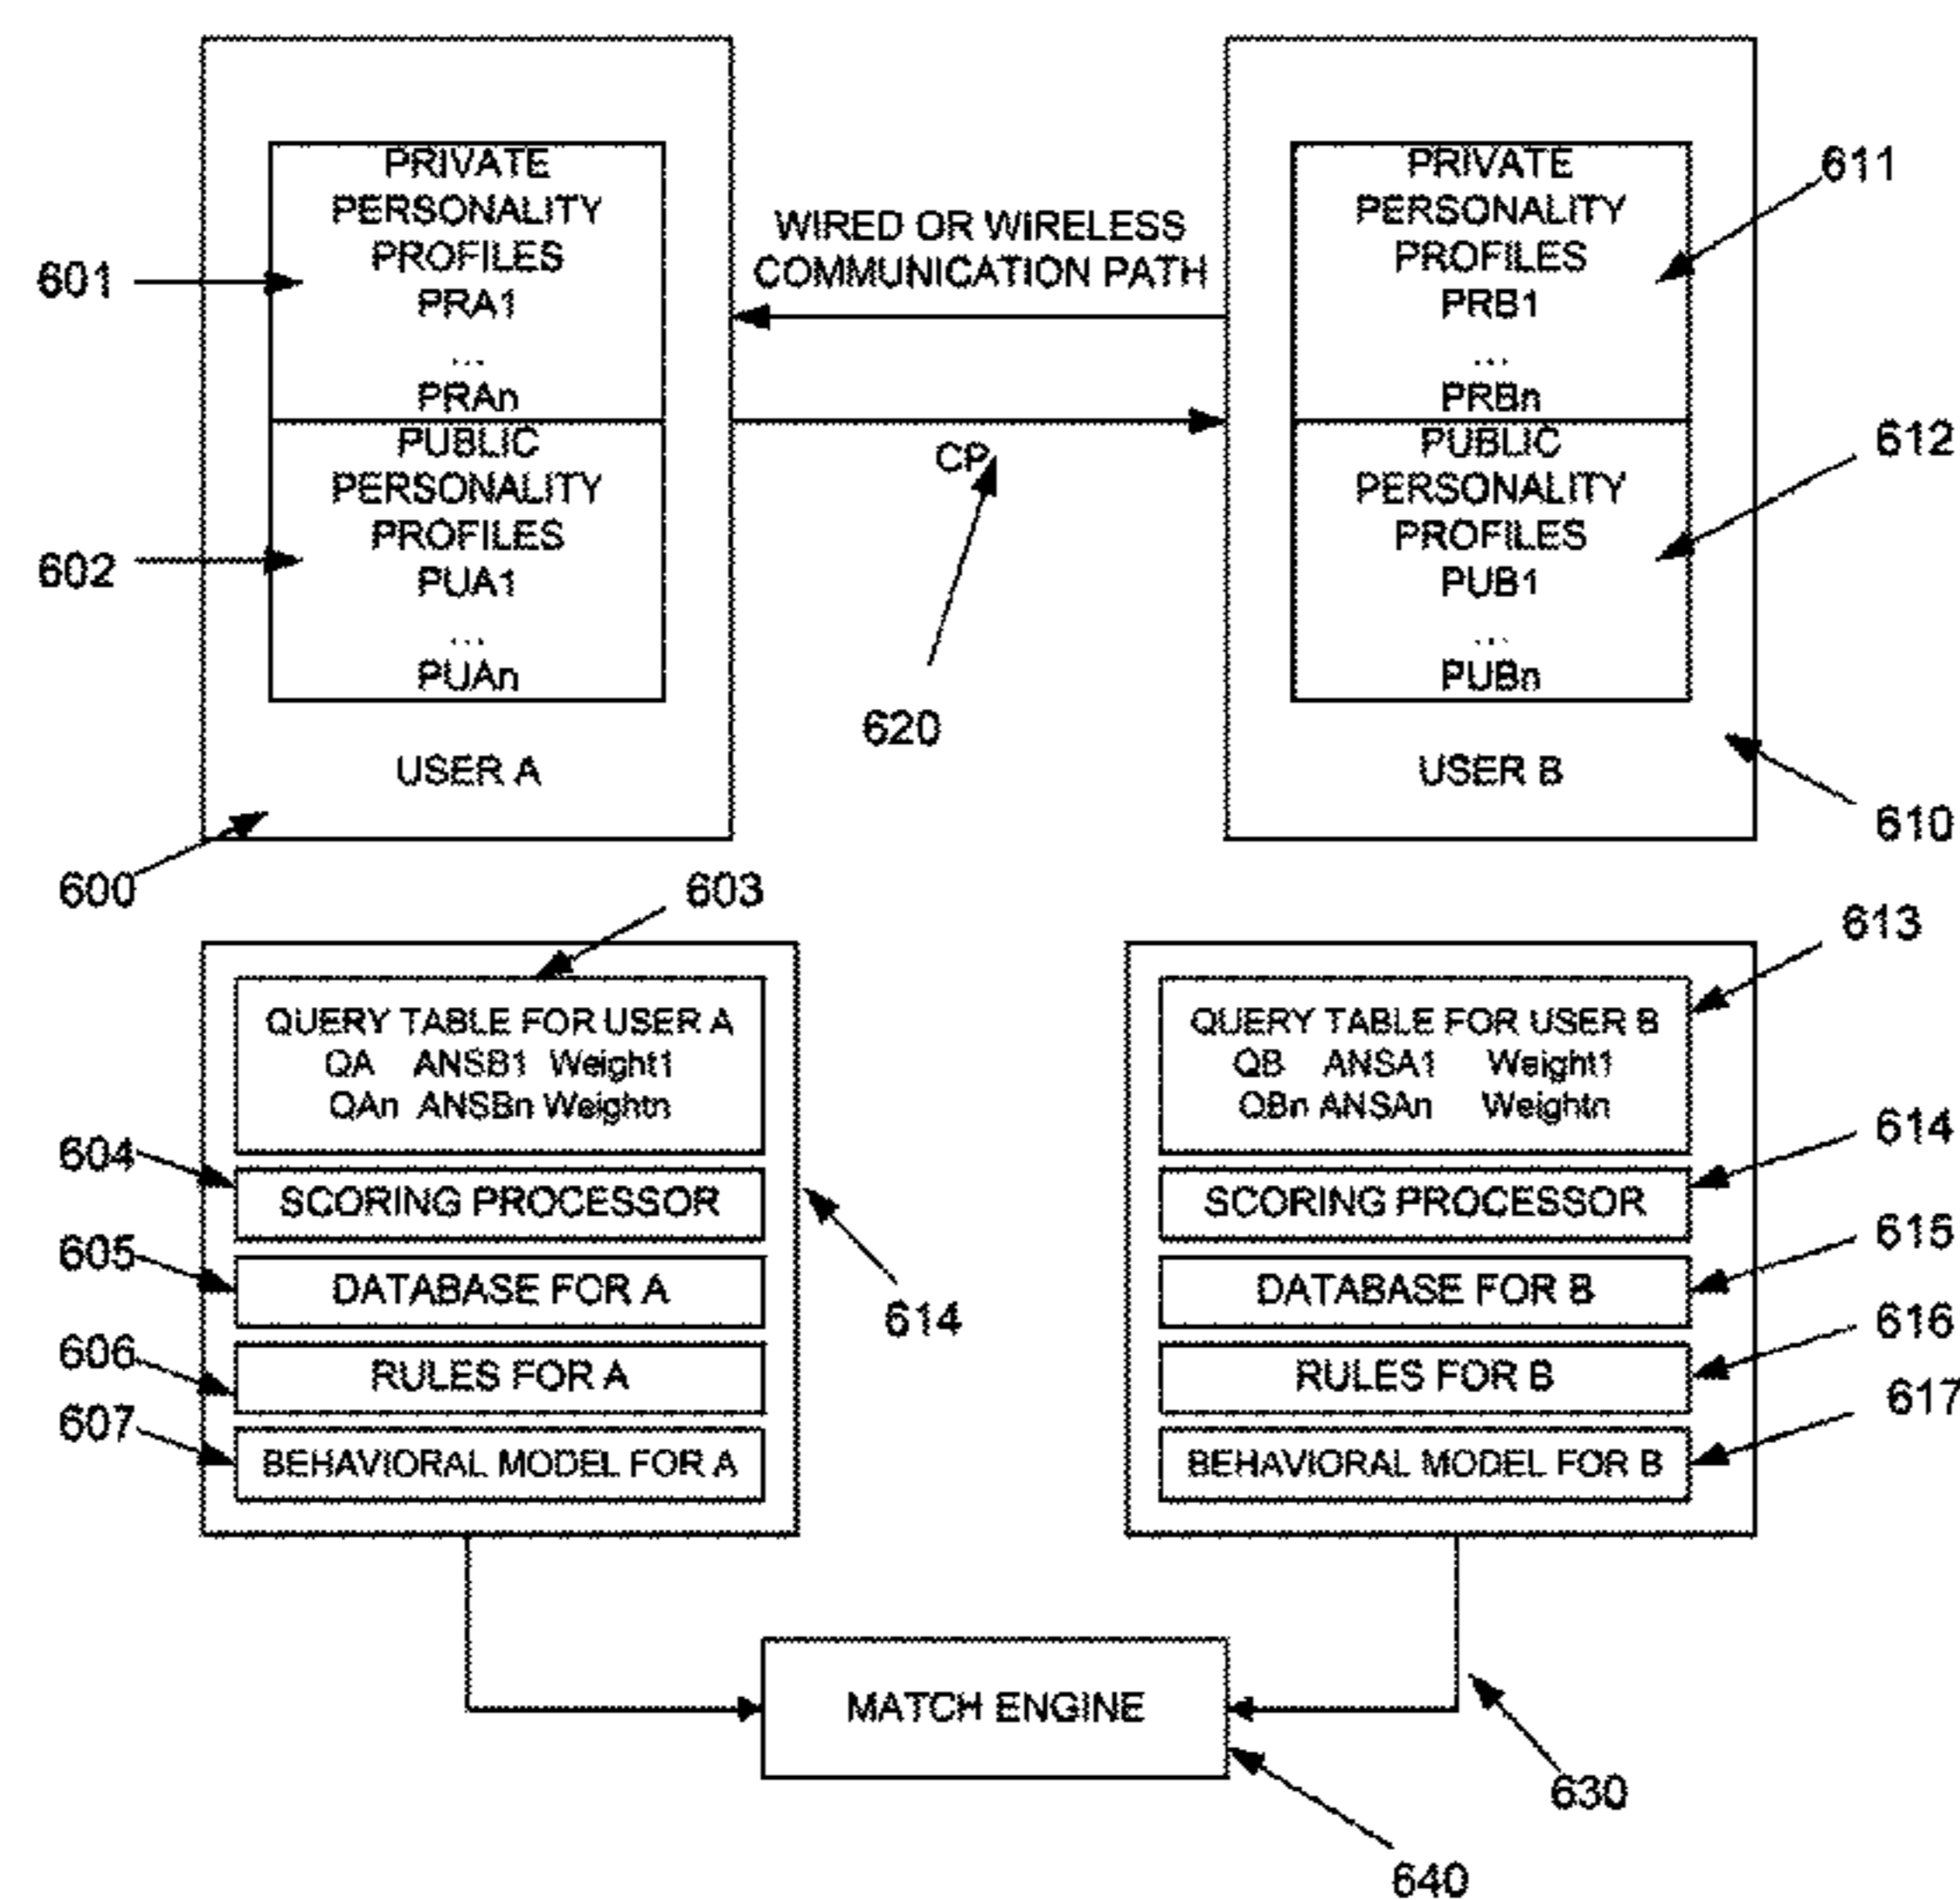 PRIVATE
PERSONALITY
PROFILES
PRA1
...
PRAn
PUBLIC
PERSONALITY
PROFILES
PUA1
...
PUAn
USER A
601
602
600
WIRED OR WIRELESS
COMMUNICATION PATH
CP
620
PRIVATE
PERSONALITY
PROFILES
PRB1
...
PRBn
PUBLIC
PERSONALITY
PROFILES
PUB1
...
PUBn
USER B
611
612
610
603
QUERY TABLE FOR USER A
QA ANSB1 Weight1
QAn ANSBn Weightn
604
SCORING PROCESSOR
605
DATABASE FOR A
606
RULES FOR A
607
BEHAVIORAL MODEL FOR A
614
613
QUERY TABLE FOR USER B
QB ANSA1 Weight1
QBn ANSAn Weightn
SCORING PROCESSOR
614
DATABASE FOR B
615
RULES FOR B
616
BEHAVIORAL MODEL FOR B
617
MATCH ENGINE
630
640